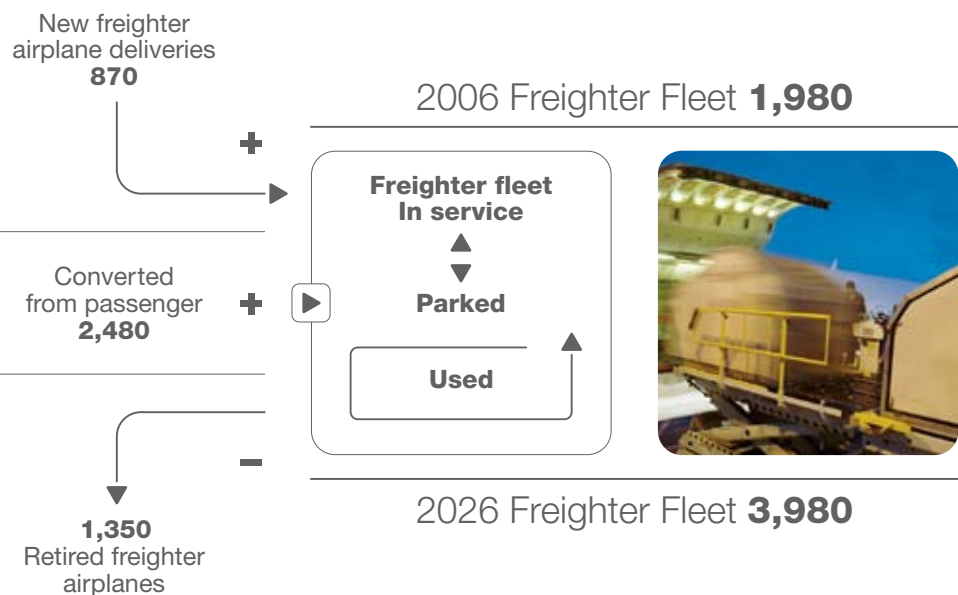 New freighter
airplane deliveries
870
2006 Freighter Fleet 1,980
+
Freighter fleet
In service
Converted
from passenger
2,480
+
Parked
Used
−
1,350
Retired freighter
airplanes
2026 Freighter Fleet 3,980